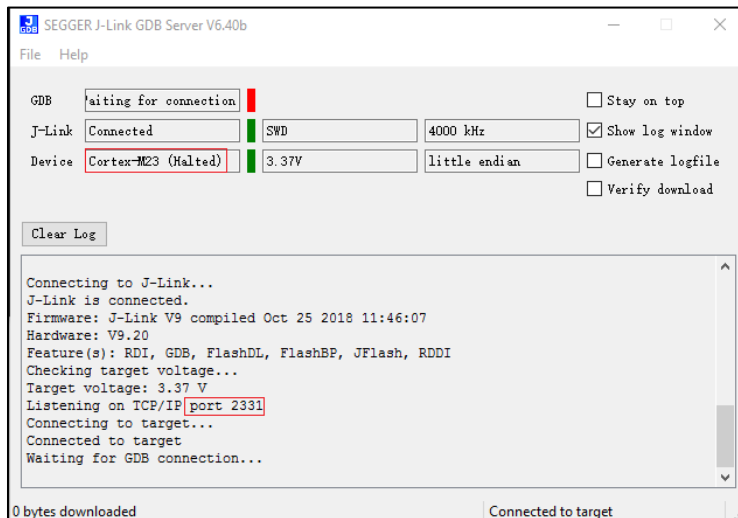 SEGGER J-Link GDB Server V6.40b
File Help
GDB aiting for connection Stay on top
J-Link Connected SWD 4000 kHz Show log window
Device Cortex-M23 (Halted) 3.37V little endian Generate logfile
Verify download
Clear Log
Connecting to J-Link...
J-Link is connected.
Firmware: J-Link V9 compiled Oct 25 2018 11:46:07
Hardware: V9.20
Feature(s): RDI, GDB, FlashDL, FlashBP, JFlash, RDDI
Checking target voltage...
Target voltage: 3.37 V
Listening on TCP/IP port 2331
Connecting to target...
Connected to target
Waiting for GDB connection...
0 bytes downloaded Connected to target